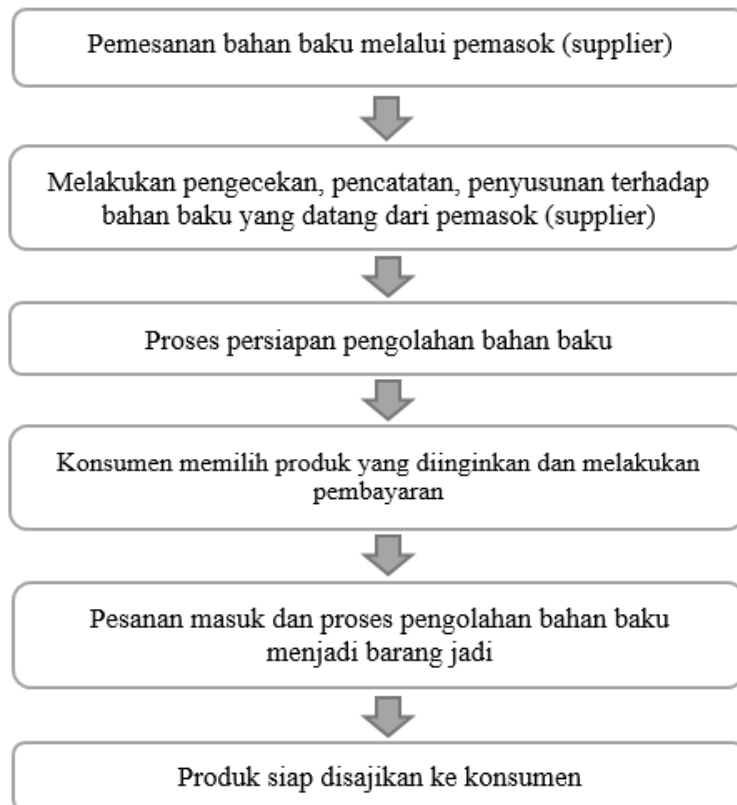 Pemesanan bahan baku melalui pemasok (supplier)
Melakukan pengecekan, pencatatan, penyusunan terhadap
bahan baku yang datang dari pemasok (supplier)
Proses persiapan pengolahan bahan baku
Konsumen memilih produk yang diinginkan dan melakukan
pembayaran
Pesanan masuk dan proses pengolahan bahan baku
menjadi barang jadi
Produk siap disajikan ke konsumen